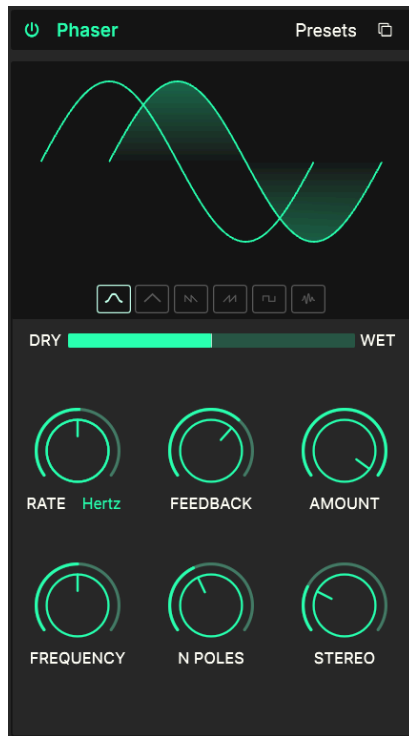 Phaser Presets
DRY WET
RATE Hertz FEEDBACK AMOUNT
FREQUENCY N POLES STEREO